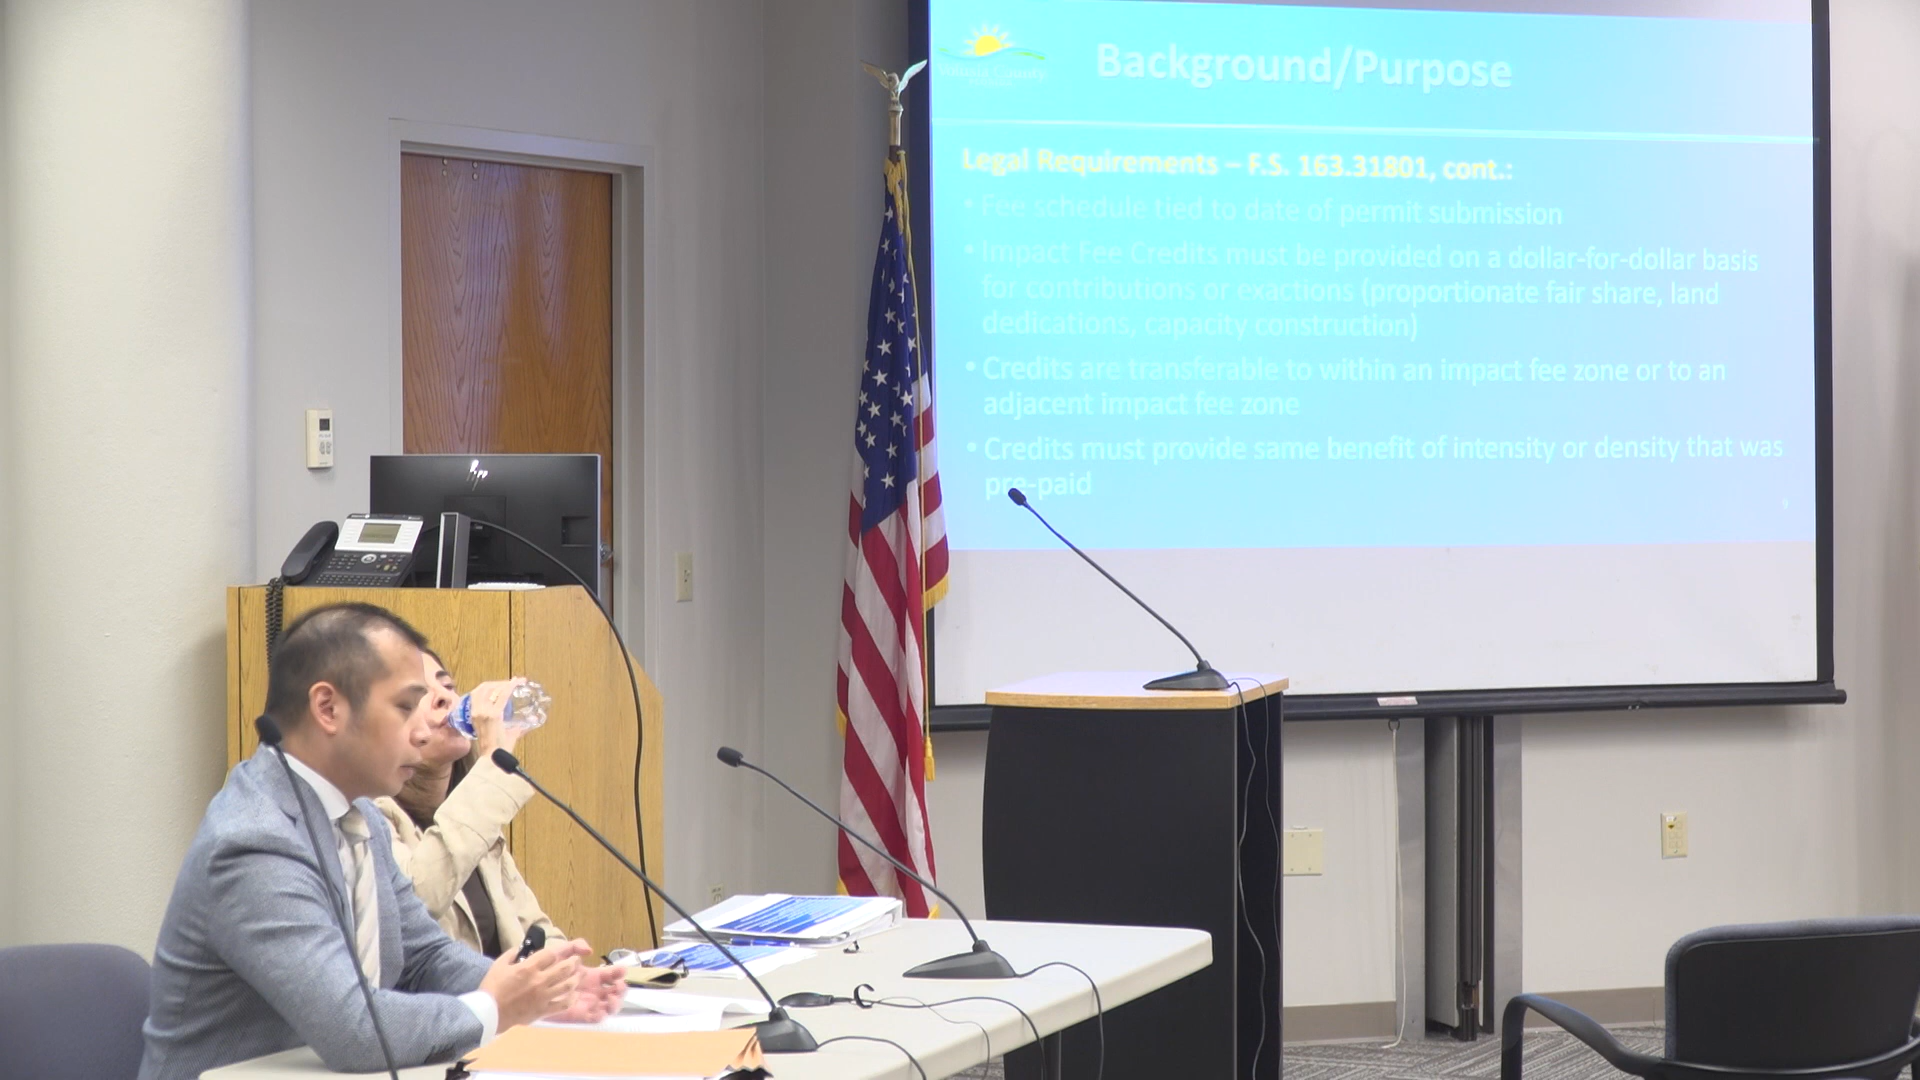 Background/Purpose
Legal Requirements – F.S. 163.31801, cont.:
• Fee schedule tied to date of permit submission
• Impact Fee Credits must be provided on a dollar-for-dollar basis
for contributions or exactions (proportionate fair share, land
dedications, capacity construction)
• Credits are transferable to within an impact fee zone or to an
adjacent impact fee zone
• Credits must provide same benefit of intensity or density that was
pre-paid
9
hp